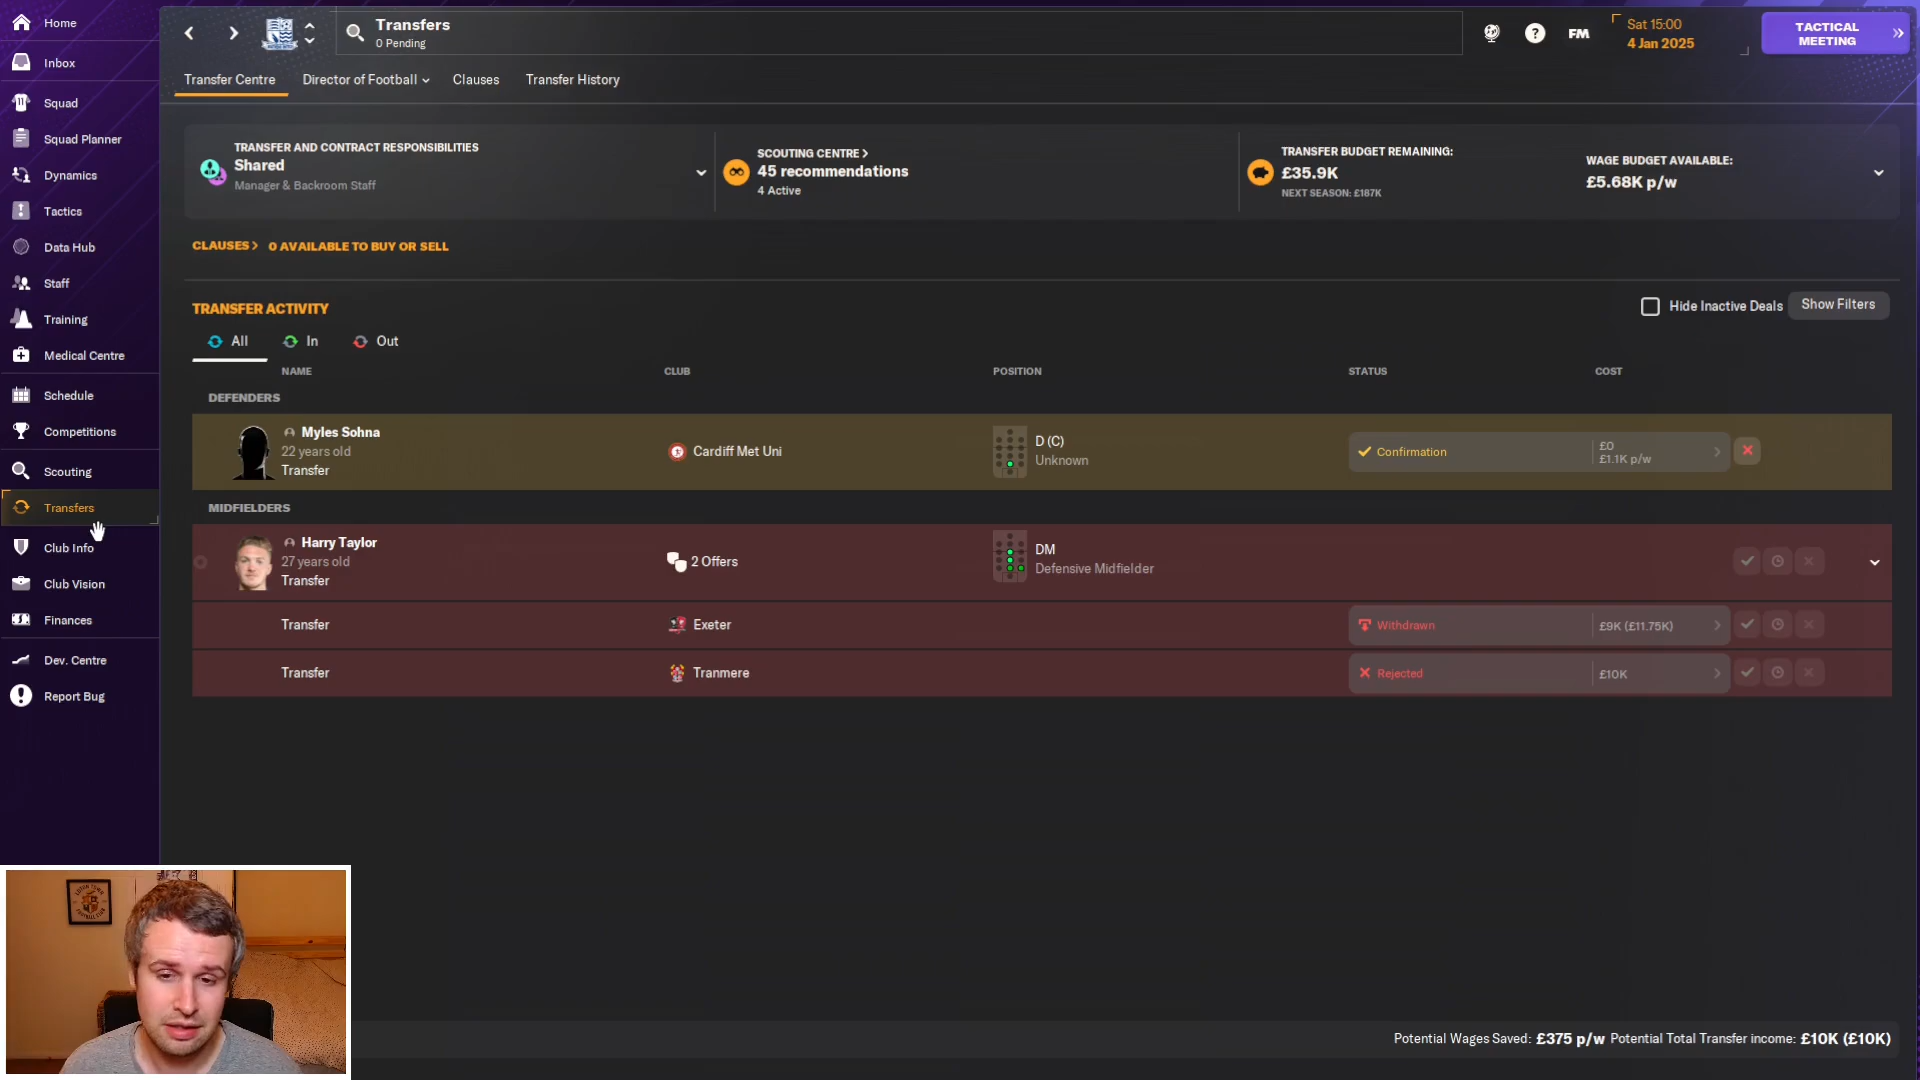 Home
Inbox
Squad
Squad Planner
Dynamics
Tactics
Data Hub
Staff
Training
Medical Centre
Schedule
Competitions
Scouting
Transfers
Club Info
Club Vision
Finances
Dev. Centre
Report Bug
Transfers
0 Pending
?
FM
Sat 15:00
4 Jan 2025
TACTICAL
MEETING
Transfer Centre
Director of Football
Clauses
Transfer History
TRANSFER AND CONTRACT RESPONSIBILITIES
Shared
Manager & Backroom Staff
SCOUTING CENTRE >
45 recommendations
4 Active
TRANSFER BUDGET REMAINING:
£35.9K
NEXT SEASON: £187K
WAGE BUDGET AVAILABLE:
£5.68K p/w
CLAUSES > 0 AVAILABLE TO BUY OR SELL
TRANSFER ACTIVITY
Hide Inactive Deals
Show Filters
All
In
Out
NAME CLUB POSITION STATUS COST
DEFENDERS
Myles Sohna
22 years old
Transfer
Cardiff Met Uni
D (C)
Unknown
Confirmation
£0
£1.1K p/w
MIDFIELDERS
Harry Taylor
27 years old
Transfer
2 Offers
DM
Defensive Midfielder
Transfer Exeter Withdrawn £9K (£11.75K)
Transfer Tranmere Rejected £10K
LUTON TOWN
Potential Wages Saved: £375 p/w Potential Total Transfer income: £10K (£10K)